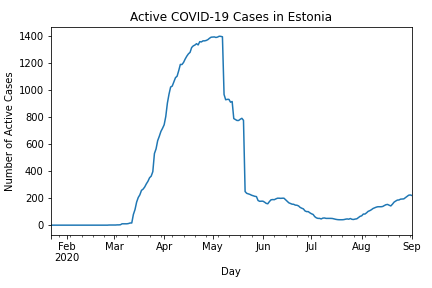 Active COVID-19 Cases in Estonia
Number of Active Cases
1400
1200
1000
800
600
400
200
0
Feb Mar Apr May Jun Jul Aug Sep
2020
Day